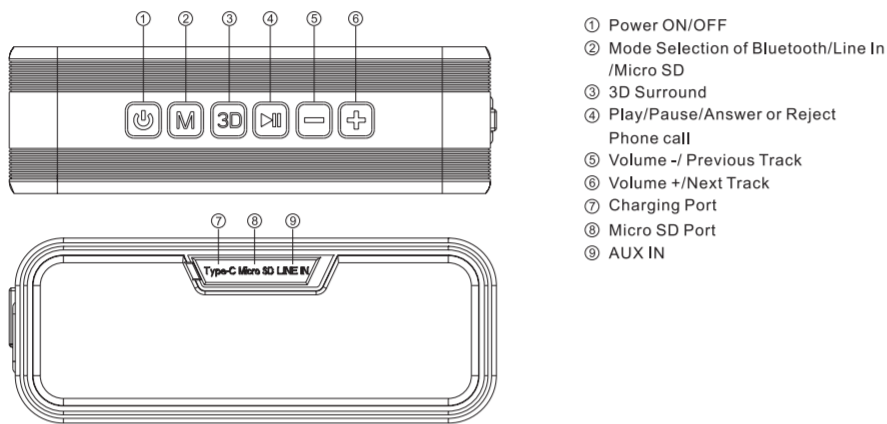 ① ② ③ ④ ⑤ ⑥
M 3D
⑦ ⑧ ⑨
Type-C Micro SD LINE IN
① Power ON/OFF
② Mode Selection of Bluetooth/Line In
/Micro SD
③ 3D Surround
④ Play/Pause/Answer or Reject
Phone call
⑤ Volume -/ Previous Track
⑥ Volume +/Next Track
⑦ Charging Port
⑧ Micro SD Port
⑨ AUX IN